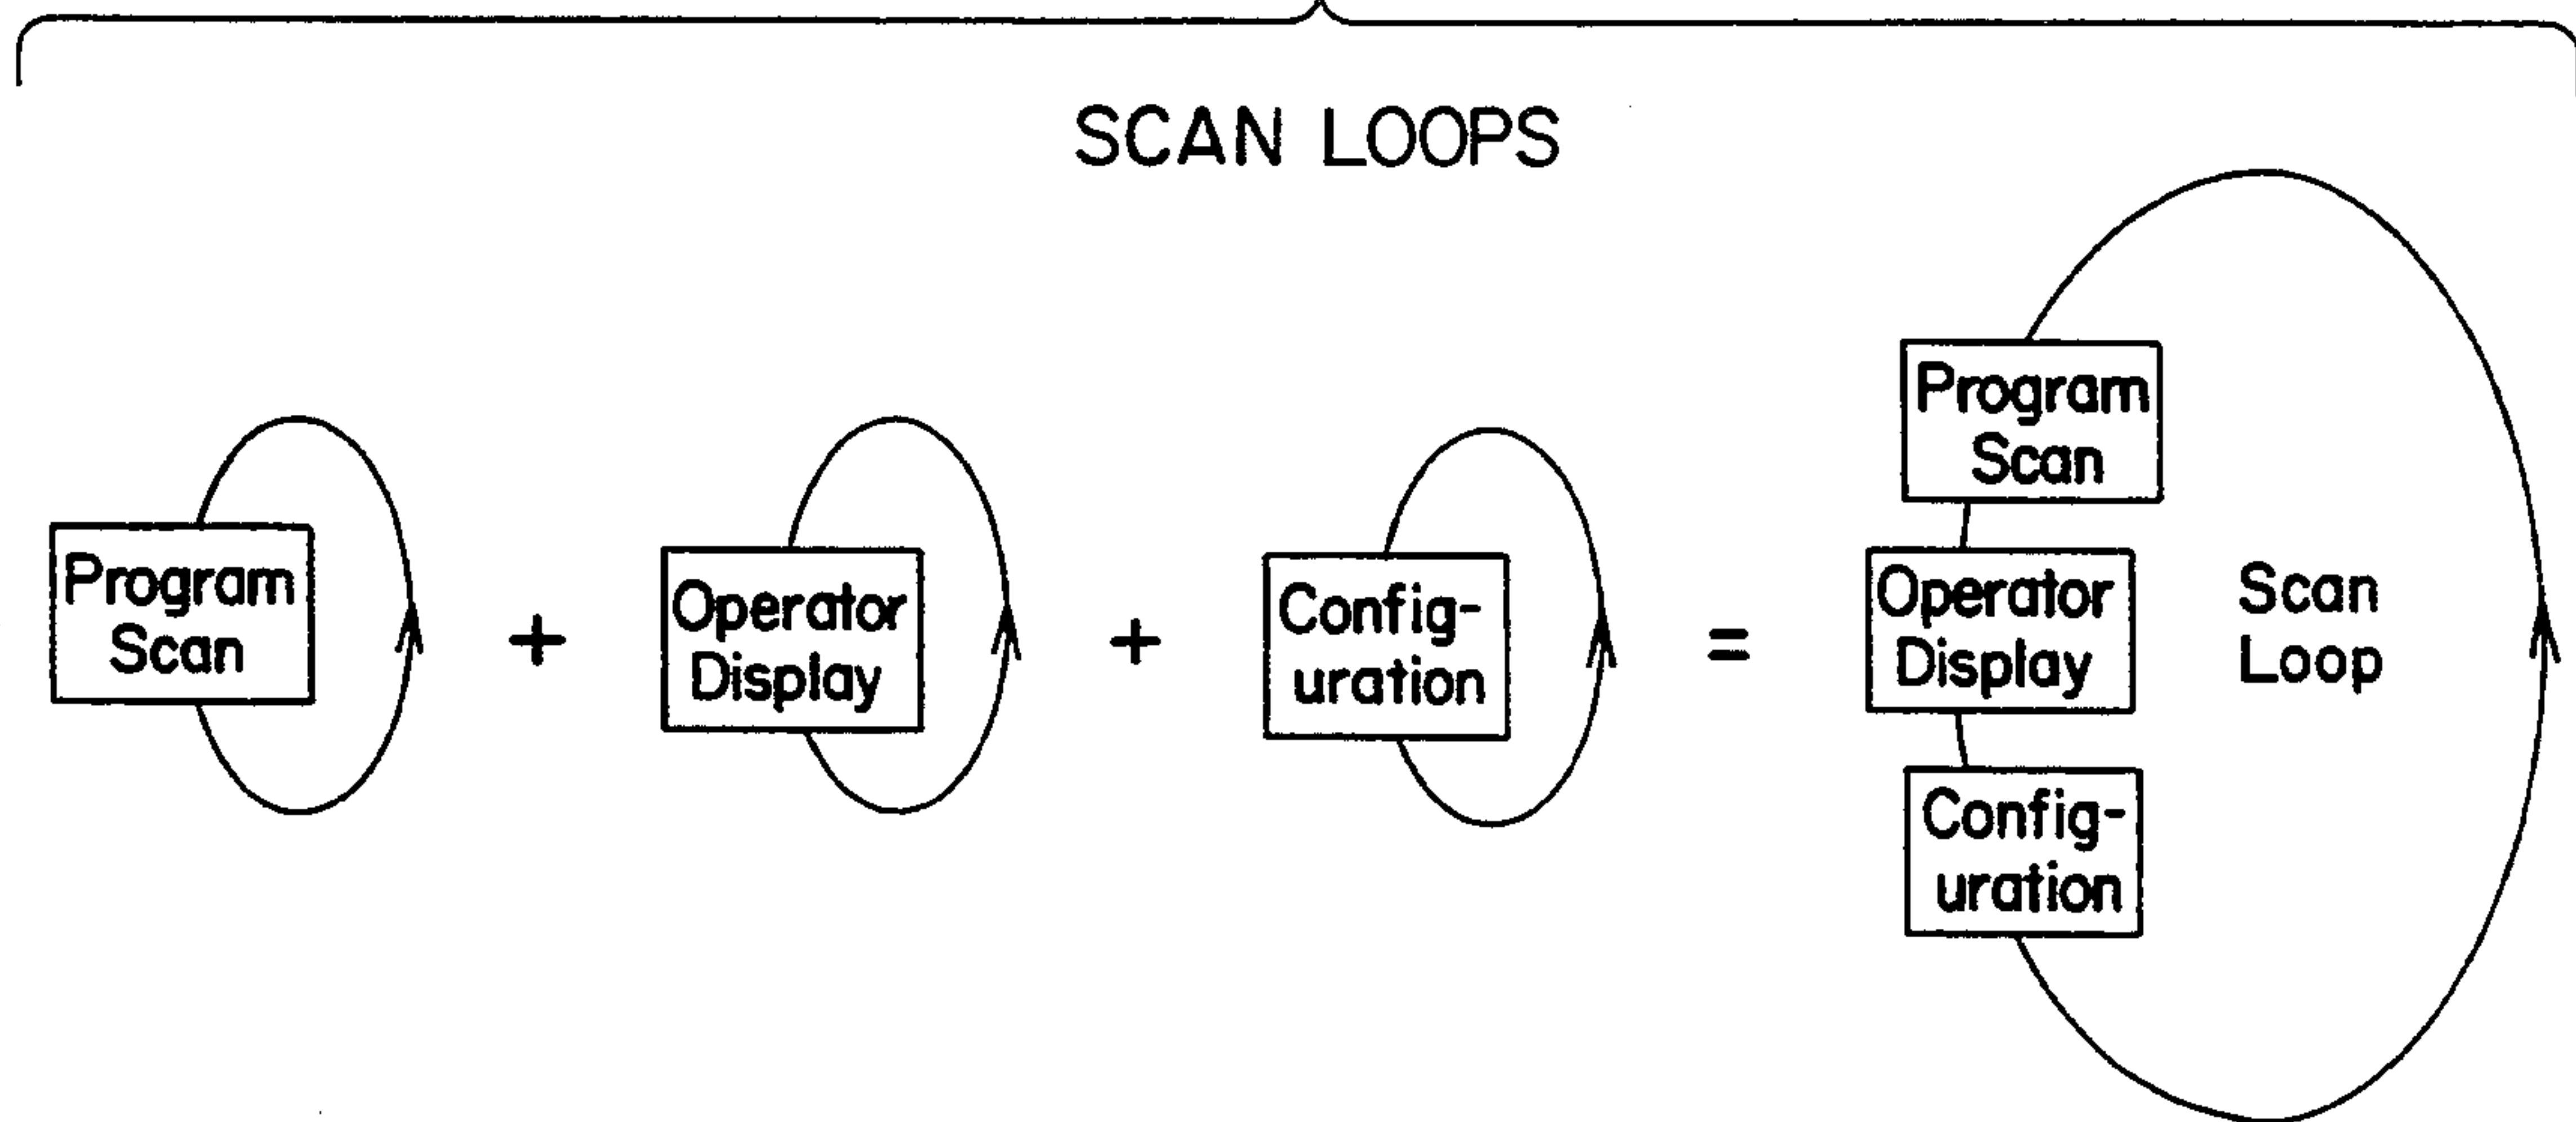 SCAN LOOPS
Program
Scan
+
Operator
Display
+
Config-
uration
=
Program
Scan
Operator
Display
Config-
uration
Scan
Loop